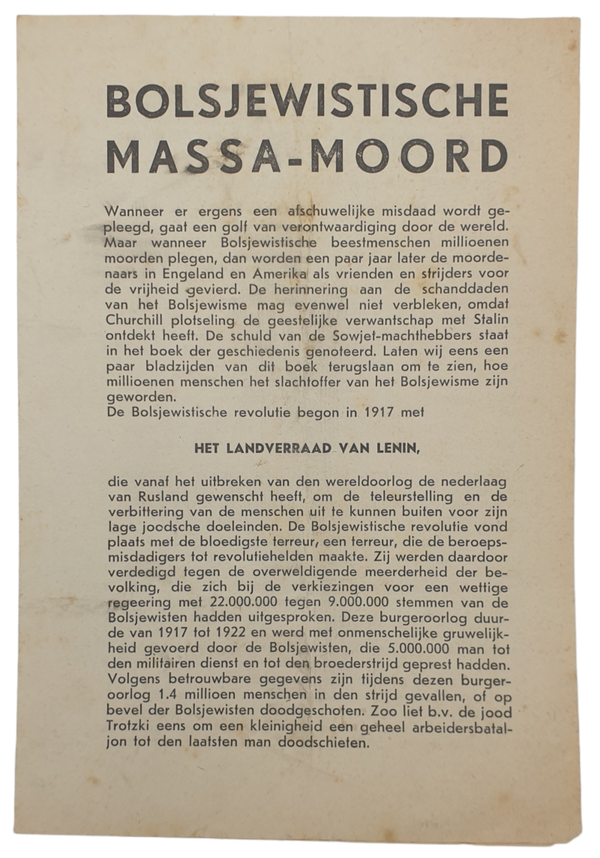 BOLSJEWISTISCHE
MASSA-MOORD
Wanneer er ergens een afschuwelijke misdaad wordt ge-
pleegd, gaat een golf van verontwaardiging door de wereld.
Maar wanneer Bolsjewistische beestmenschen millioenen
moorden plegen, dan worden een paar jaar later de moorde-
naars in Engeland en Amerika als vrienden en strijders voor
de vrijheid gevierd. De herinnering aan de schanddaden
van het Bolsjewisme mag evenwel niet verbleken, omdat
Churchill plotseling de geestelijke verwantschap met Stalin
ontdekt heeft. De schuld van de Sowjet-machthebbers staat
in het boek der geschiedenis genoteerd. Laten wij eens een
paar bladzijden van dit boek terugslaan om te zien, hoe
millioenen menschen het slachtoffer van het Bolsjewisme zijn
geworden.
De Bolsjewistische revolutie begon in 1917 met
HET LANDVERRAAD VAN LENIN,
die vanaf het uitbreken van den wereldoorlog de nederlaag
van Rusland gewenscht heeft, om de teleurstelling en de
verbittering van de menschen uit te kunnen buiten voor zijn
lage joodsche doeleinden. De Bolsjewistische revolutie vond
plaats met de bloedigste terreur, een terreur, die de beroeps-
misdadigers tot revolutiehelden maakte. Zij werden daardoor
verdedigd tegen de overweldigende meerderheid der be-
volking, die zich bij de verkiezingen voor een wettige
regeering met 22.000.000 tegen 9.000.000 stemmen van de
Bolsjewisten hadden uitgesproken. Deze burgeroorlog duur-
de van 1917 tot 1922 en werd met onmenschelijke gruwelijk-
heid gevoerd door de Bolsjewisten, die 5.000.000 man tot
den militairen dienst en tot den broederstrijd geprest hadden.
Volgens betrouwbare gegevens zijn tijdens dezen burger-
oorlog 1.4 millioen menschen in den strijd gevallen, of op
bevel der Bolsjewisten doodgeschoten. Zoo liet b.v. de jood
Trotzki eens om een kleinigheid een geheel arbeidersbatal-
jon tot den laatsten man doodschieten.